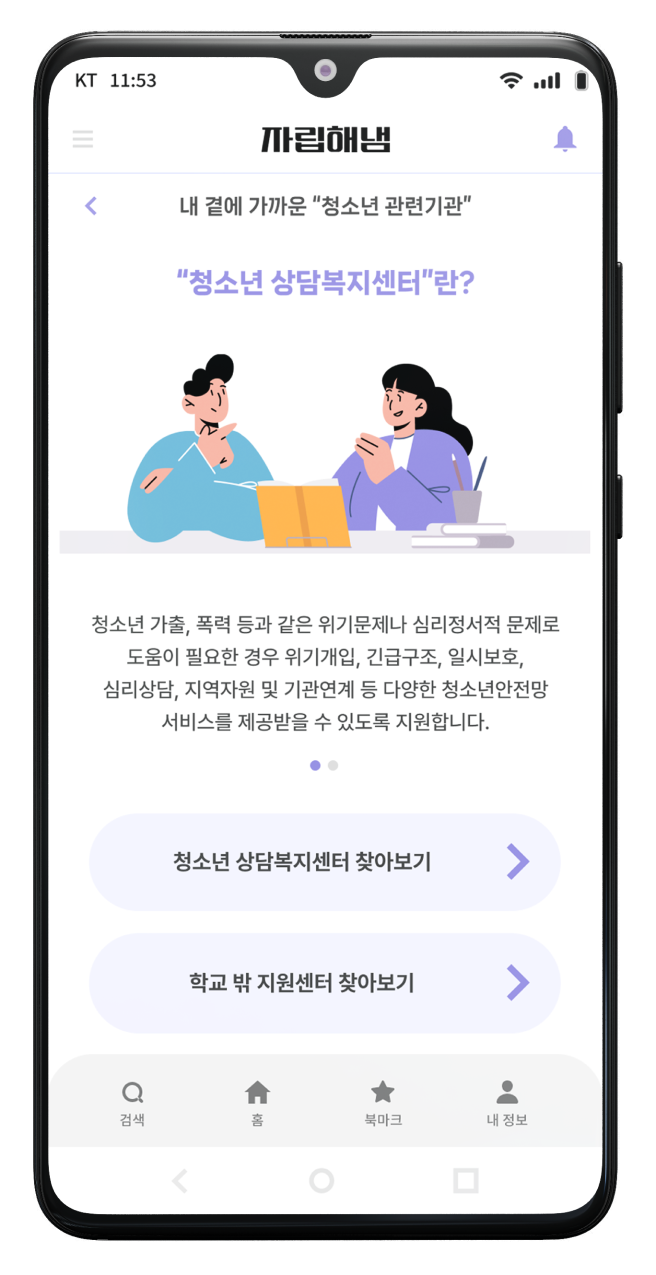 KT 11:53
자립해냄
내 곁에 가까운 “청소년 관련기관”
“청소년 상담복지센터”란?
청소년 가출, 폭력 등과 같은 위기문제나 심리정서적 문제로
도움이 필요한 경우 위기개입, 긴급구조, 일시보호,
심리상담, 지역자원 및 기관연계 등 다양한 청소년안전망
서비스를 제공받을 수 있도록 지원합니다.
청소년 상담복지센터 찾아보기
학교 밖 지원센터 찾아보기
검색 홈 북마크 내 정보